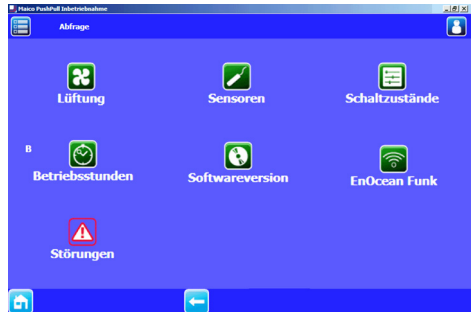 Maico PushPull Inbetriebnahme
Abfrage
Lüftung
Sensoren
Schaltzustände
B
Betriebsstunden
Softwareversion
EnOcean Funk
Störungen